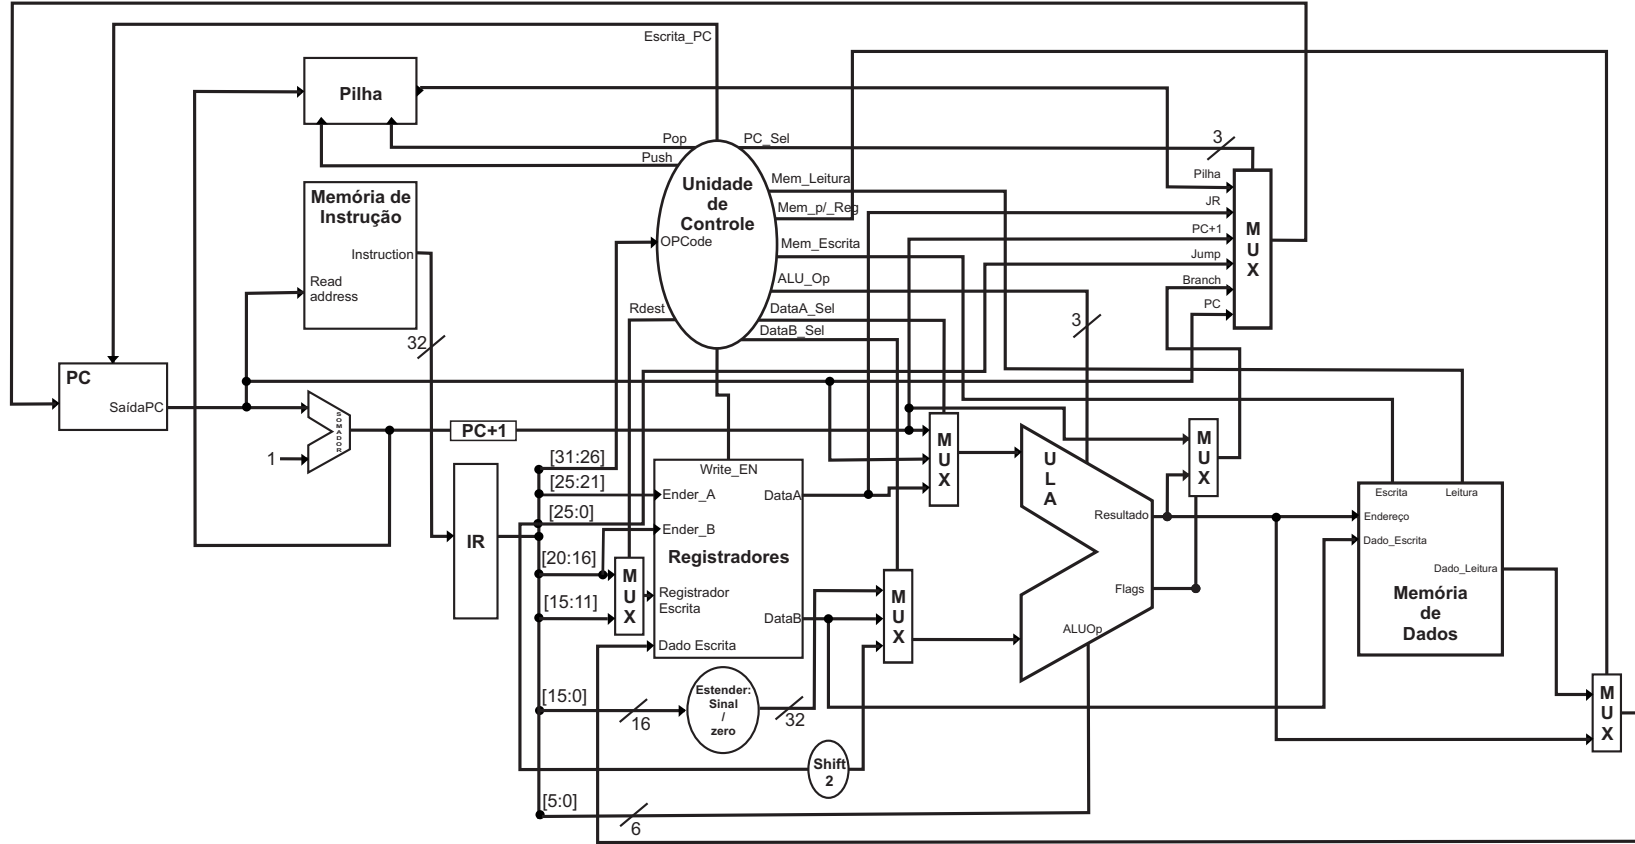 Escrita_PC
Pilha
Pop
Push
PC_Sel
3
Mem_Leitura
Mem_p/_Reg
Mem_Escrita
ALU_Op
DataA_Sel
DataB_Sel
Rdest
Unidade
de
Controle
OPCode
Memória de
Instrução
Instruction
Read
address
32
3
Pilha
JR
PC+1
Jump
Branch
PC
M
U
X
PC
SaídaPC
SOMADOR
1
PC+1
IR
[31:26]
[25:21]
[25:0]
[20:16]
[15:11]
[15:0]
[5:0]
M
U
X
Write_EN
Ender_A
Ender_B
Registradores
Registrador
Escrita
Dado Escrita
DataA
DataB
16
Estender:
Sinal
/
zero
32
Shift
2
6
M
U
X
M
U
X
U
L
A
Resultado
Flags
ALUOp
M
U
X
Escrita
Leitura
Endereço
Dado_Escrita
Dado_Leitura
Memória
de
Dados
M
U
X